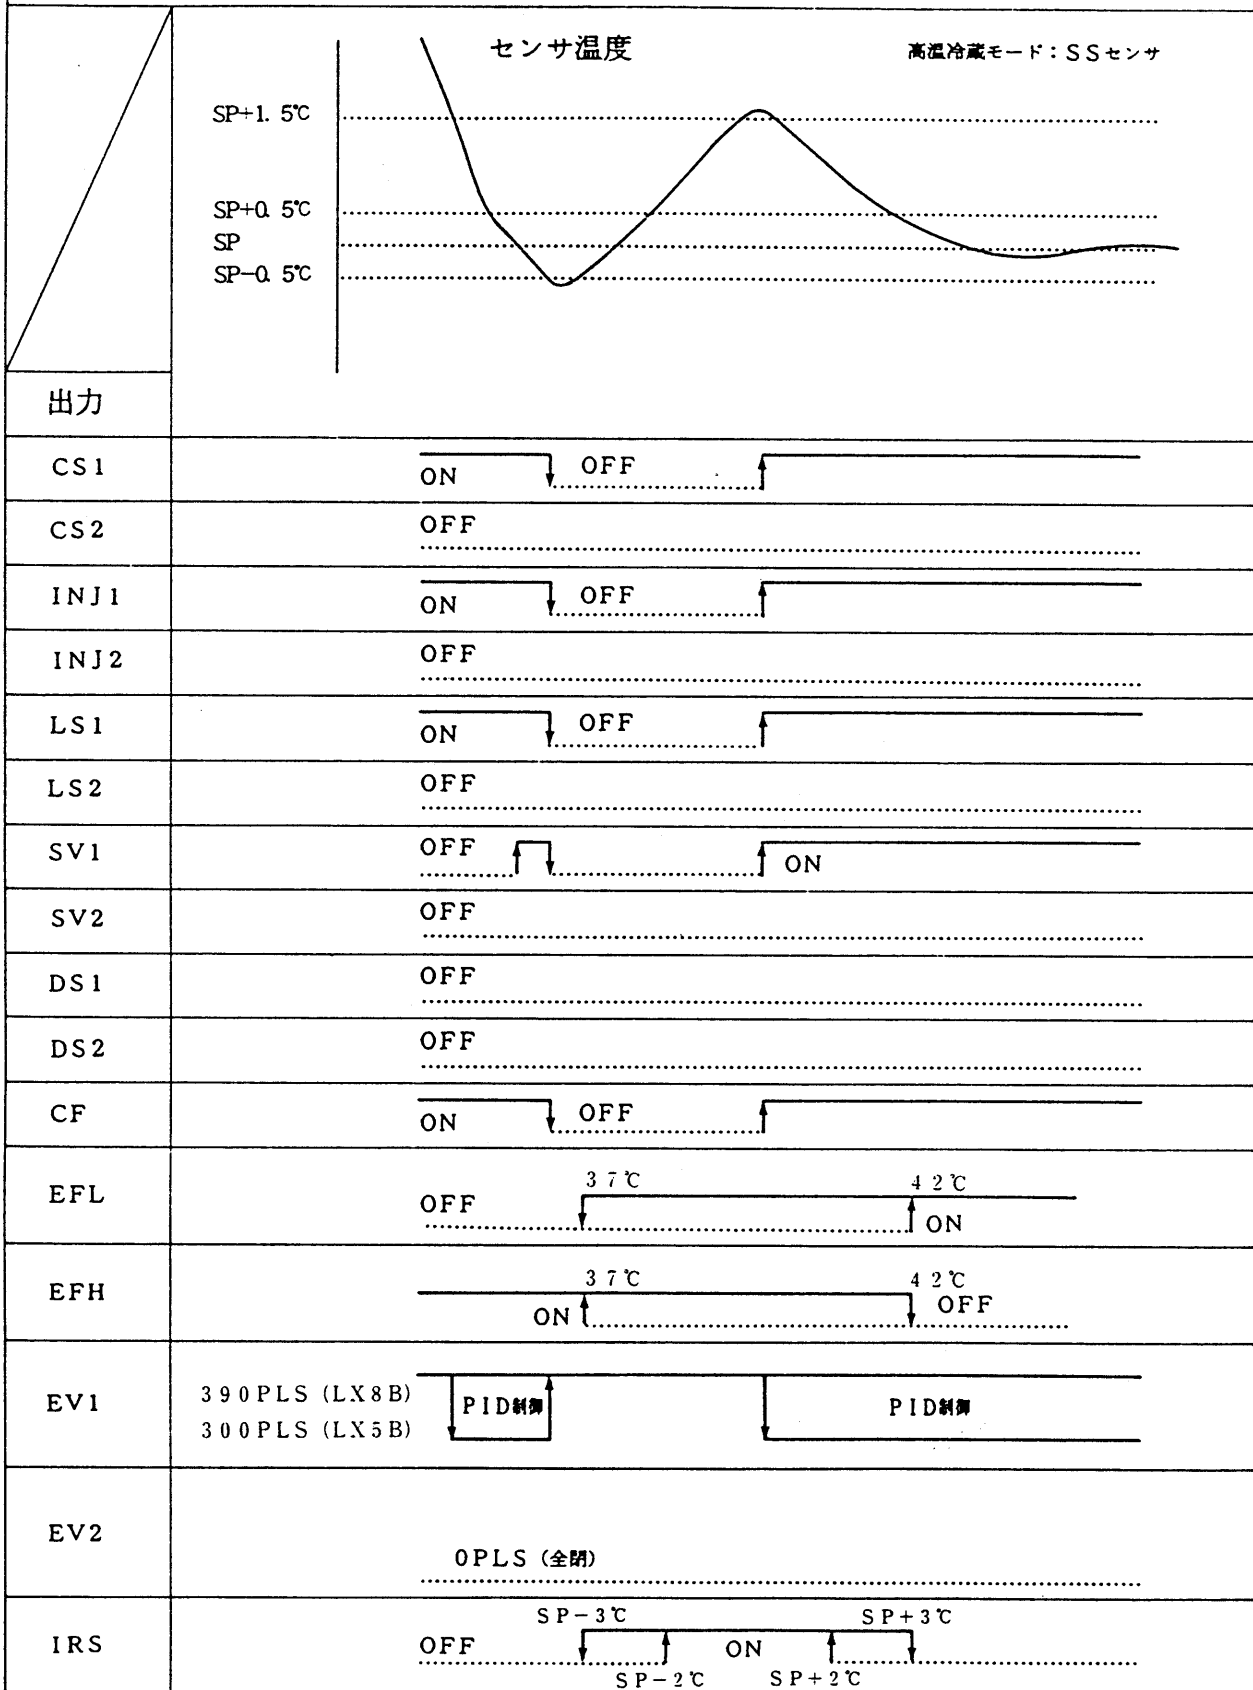 センサ温度
高温冷蔵モード：SSセンサ
SP+1.5℃
SP+0.5℃
SP
SP-0.5℃
出力
CS1
ON
OFF
CS2
OFF
INJ1
ON
OFF
INJ2
OFF
LS1
ON
OFF
LS2
OFF
SV1
OFF
ON
SV2
OFF
DS1
OFF
DS2
OFF
CF
ON
OFF
EFL
OFF
37℃
42℃
ON
EFH
37℃
42℃
ON
OFF
EV1
390PLS (LX8B)
300PLS (LX5B)
PID制御
PID制御
EV2
0PLS (全閉)
IRS
SP-3℃
SP+3℃
OFF
ON
SP-2℃
SP+2℃